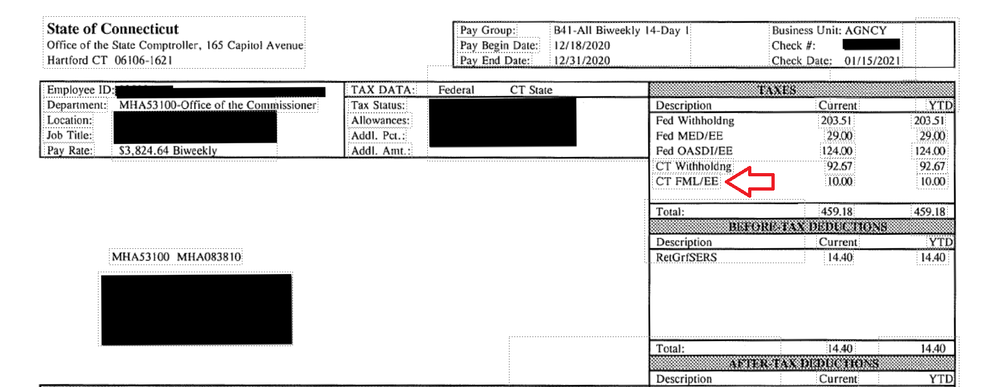 State of Connecticut
Office of the State Comptroller, 165 Capitol Avenue
Hartford CT 06106-1621
Pay Group: B41-All Biweekly 14-Day 1
Pay Begin Date: 12/18/2020
Pay End Date: 12/31/2020
Business Unit: AGNCY
Check #:
Check Date: 01/15/2021
Employee ID:
Department: MHA53100-Office of the Commissioner
Location:
Job Title:
Pay Rate: $3,824.64 Biweekly
TAX DATA: Federal CT State
Tax Status:
Allowances:
Addl. Pct.:
Addl. Amt.:
TAXES
Description Current YTD
Fed Withholdng 203.51 203.51
Fed MED/EE 29.00 29.00
Fed OASDI/EE 124.00 124.00
CT Withholdng 92.67 92.67
CT FML/EE 10.00 10.00
Total: 459.18 459.18
BEFORE-TAX DEDUCTIONS
Description Current YTD
RetGrfSERS 14.40 14.40
Total: 14.40 14.40
AFTER-TAX DEDUCTIONS
Description Current YTD
MHA53100 MHA083810